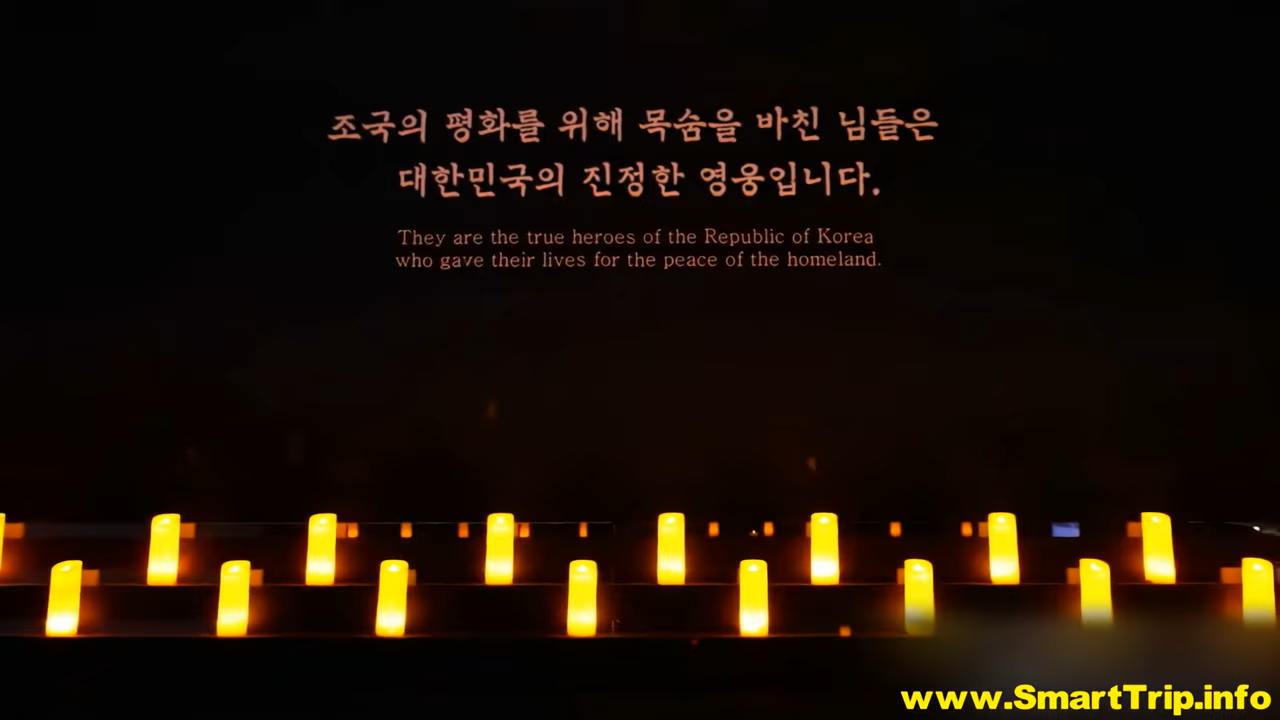 조국의 평화를 위해 목숨을 바친 님들은
대한민국의 진정한 영웅입니다.
They are the true heroes of the Republic of Korea
who gave their lives for the peace of the homeland.
www.SmartTrip.info